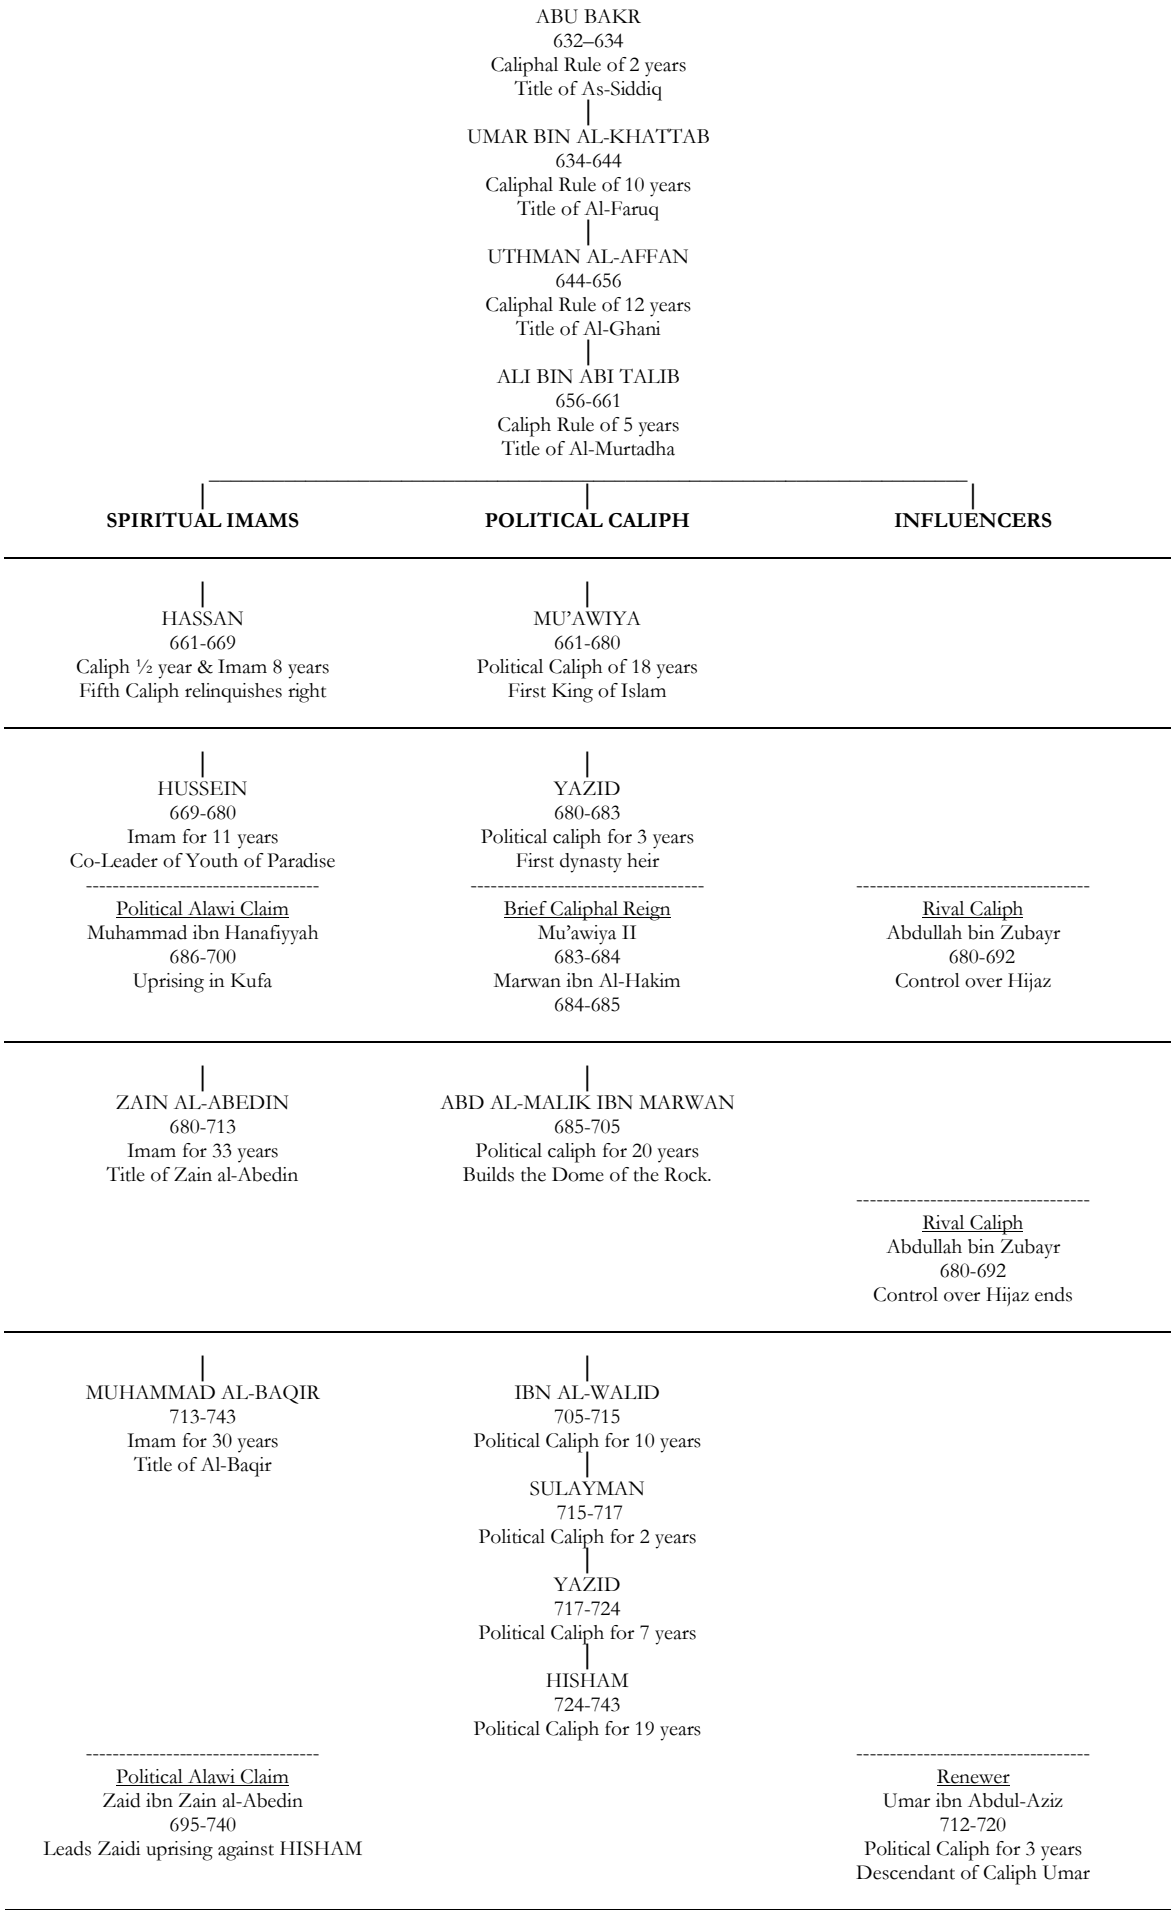 ABU BAKR
632–634
Caliphal Rule of 2 years
Title of As-Siddiq
UMAR BIN AL-KHATTAB
634-644
Caliphal Rule of 10 years
Title of Al-Faruq
UTHMAN AL-AFFAN
644-656
Caliphal Rule of 12 years
Title of Al-Ghani
ALI BIN ABI TALIB
656-661
Caliph Rule of 5 years
Title of Al-Murtadha
SPIRITUAL IMAMS
POLITICAL CALIPH
INFLUENCERS
HASSAN
661-669
Caliph ½ year & Imam 8 years
Fifth Caliph relinquishes right
MU’AWIYA
661-680
Political Caliph of 18 years
First King of Islam
HUSSEIN
669-680
Imam for 11 years
Co-Leader of Youth of Paradise
-----------------------------------
Political Alawi Claim
Muhammad ibn Hanafiyyah
686-700
Uprising in Kufa
YAZID
680-683
Political caliph for 3 years
First dynasty heir
-----------------------------------
Brief Caliphal Reign
Mu’awiya II
683-684
Marwan ibn Al-Hakim
684-685
-----------------------------------
Rival Caliph
Abdullah bin Zubayr
680-692
Control over Hijaz
ZAIN AL-ABEDIN
680-713
Imam for 33 years
Title of Zain al-Abedin
ABD AL-MALIK IBN MARWAN
685-705
Political caliph for 20 years
Builds the Dome of the Rock.
-----------------------------------
Rival Caliph
Abdullah bin Zubayr
680-692
Control over Hijaz ends
MUHAMMAD AL-BAQIR
713-743
Imam for 30 years
Title of Al-Baqir
IBN AL-WALID
705-715
Political Caliph for 10 years
SULAYMAN
715-717
Political Caliph for 2 years
YAZID
717-724
Political Caliph for 7 years
HISHAM
724-743
Political Caliph for 19 years
-----------------------------------
Political Alawi Claim
Zaid ibn Zain al-Abedin
695-740
Leads Zaidi uprising against HISHAM
-----------------------------------
Renewer
Umar ibn Abdul-Aziz
712-720
Political Caliph for 3 years
Descendant of Caliph Umar